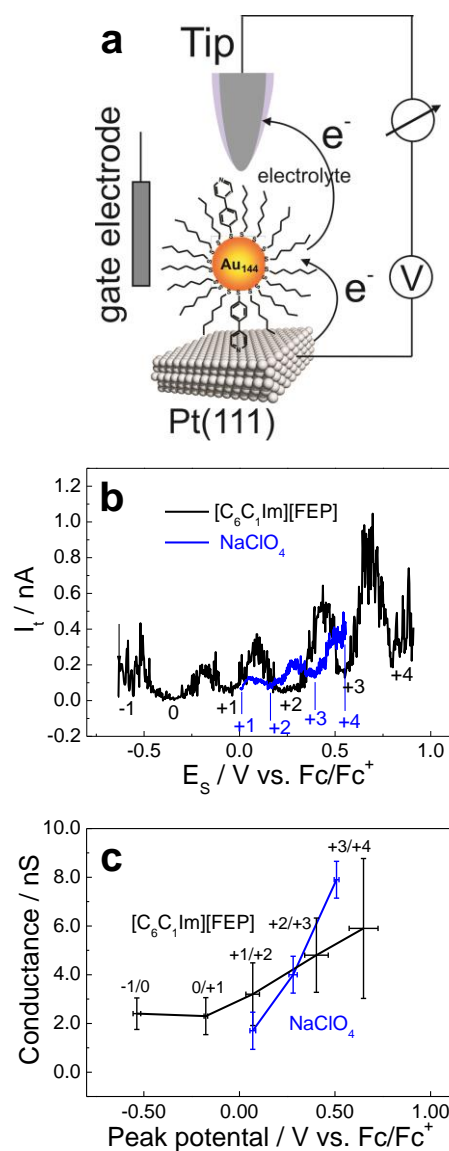 a
Tip
gate electrode
e-
electrolyte
Au144
e-
V
Pt(111)
b
[C6C1Im][FEP]
NaClO4
It / nA
1.2
1.0
0.8
0.6
0.4
0.2
0.0
-0.2
-1
0
+1
+2
+3
+4
+1
+2
+3
+4
-0.5
0.0
0.5
1.0
ES / V vs. Fc/Fc+
c
Conductance / nS
10.0
8.0
6.0
4.0
2.0
0.0
+3/+4
[C6C1Im][FEP]
+2/+3
+1/+2
-1/0
0/+1
NaClO4
-0.50
0.00
0.50
1.00
Peak potential / V vs. Fc/Fc+